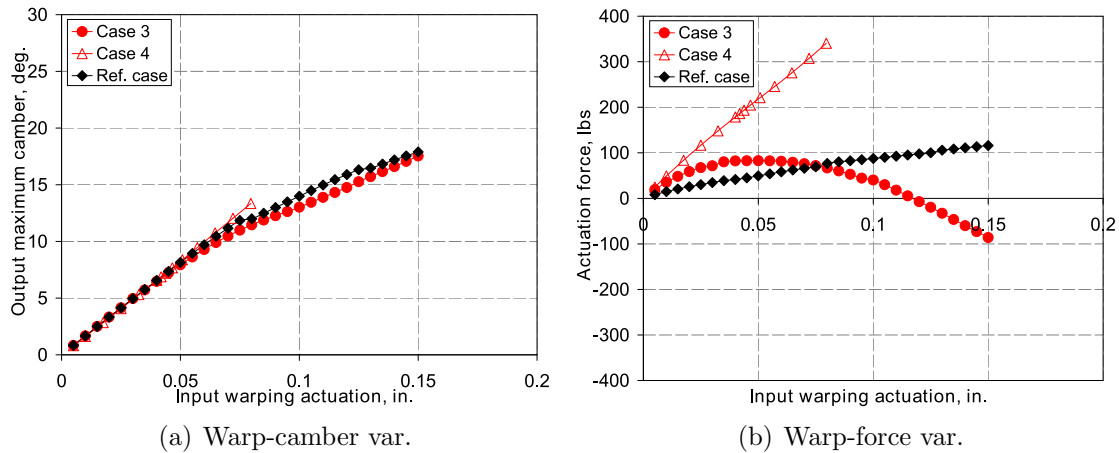 30
25
20
15
10
5
0
Output maximum camber, deg.
Case 3
Case 4
Ref. case
0
0.05
0.1
0.15
0.2
Input warping actuation, in.
(a) Warp-camber var.
400
300
200
100
0
-100
-200
-300
-400
Actuation force, lbs
Case 3
Case 4
Ref. case
0
0.05
0.1
0.15
0.2
Input warping actuation, in.
(b) Warp-force var.